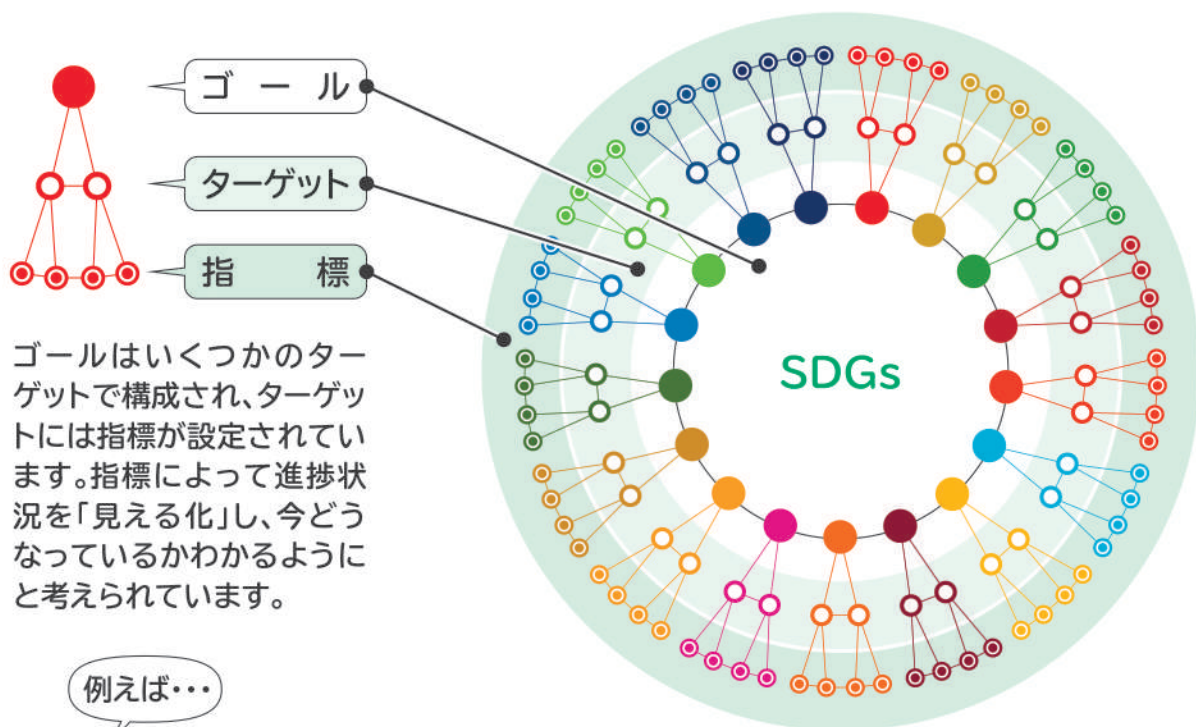 ゴール
ターゲット
指標
SDGs
ゴールはいくつかのター
ゲットで構成され、ターゲッ
トには指標が設定されてい
ます。指標によって進捗状
況を「見える化」し、今どう
なっているかわかるように
と考えられています。
例えば・・・